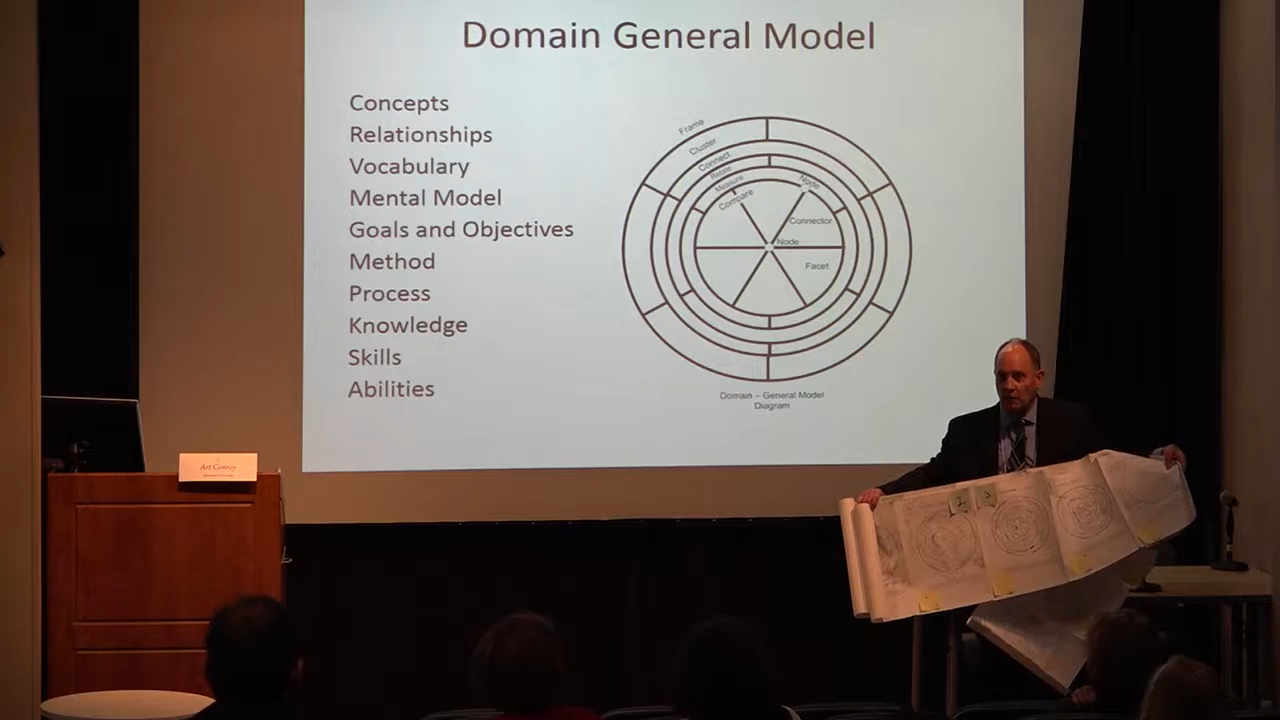 Domain General Model
Concepts
Relationships
Vocabulary
Mental Model
Goals and Objectives
Method
Process
Knowledge
Skills
Abilities
Frame
Cluster
Connect
Relate
Measure
Compare
Node
Connector
Node
Facet
Domain – General Model
Diagram
Art Conroy